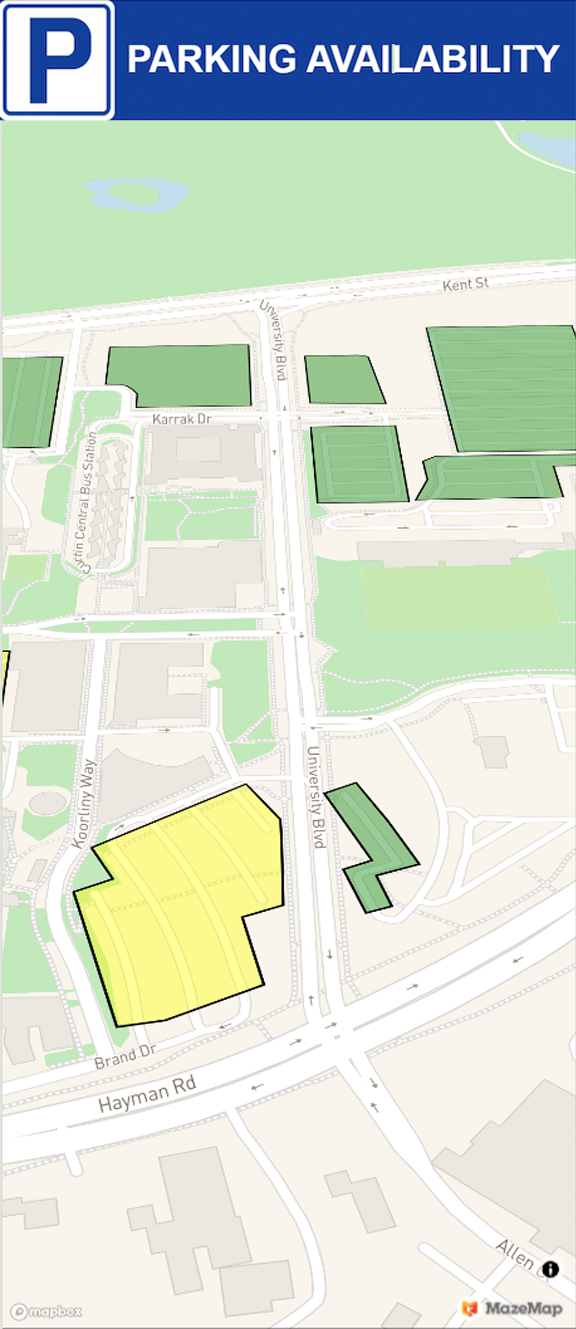 P
PARKING AVAILABILITY
Kent St
University Blvd
Karrak Dr
Curtin Central Bus Station
University Blvd
Koorliny Way
Brand Dr
Hayman Rd
Allen
mapbox
MazeMap